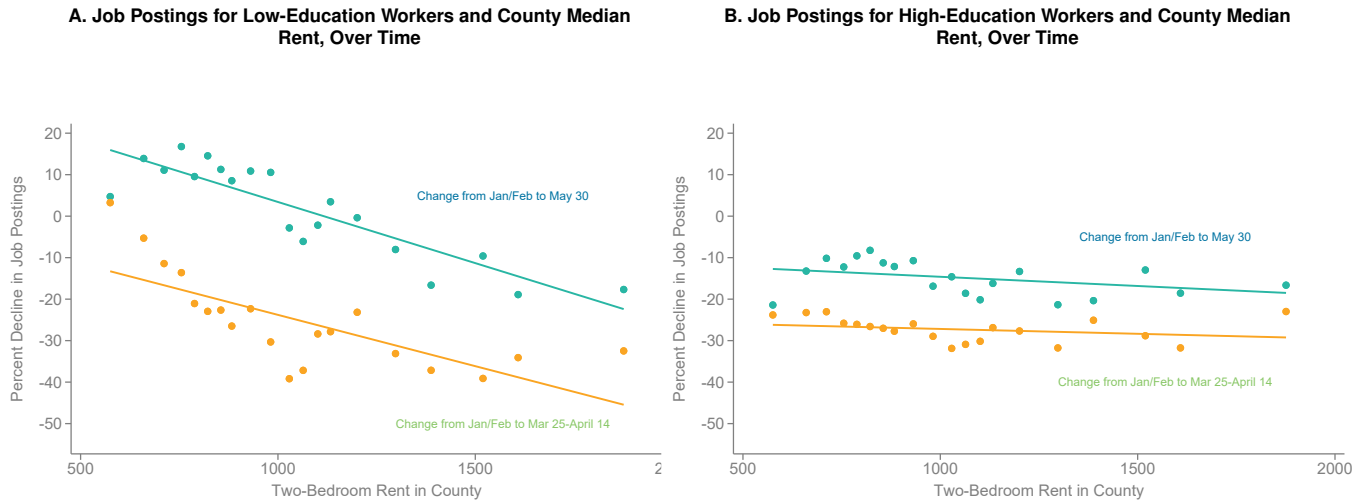 A. Job Postings for Low-Education Workers and County Median
Rent, Over Time
20
10
0
-10
-20
-30
-40
-50
Percent Decline in Job Postings
Change from Jan/Feb to May 30
Change from Jan/Feb to Mar 25-April 14
500
1000
1500
2
Two-Bedroom Rent in County
B. Job Postings for High-Education Workers and County Median
Rent, Over Time
20
10
0
-10
-20
-30
-40
-50
Percent Decline in Job Postings
Change from Jan/Feb to May 30
Change from Jan/Feb to Mar 25-April 14
500
1000
1500
2000
Two-Bedroom Rent in County